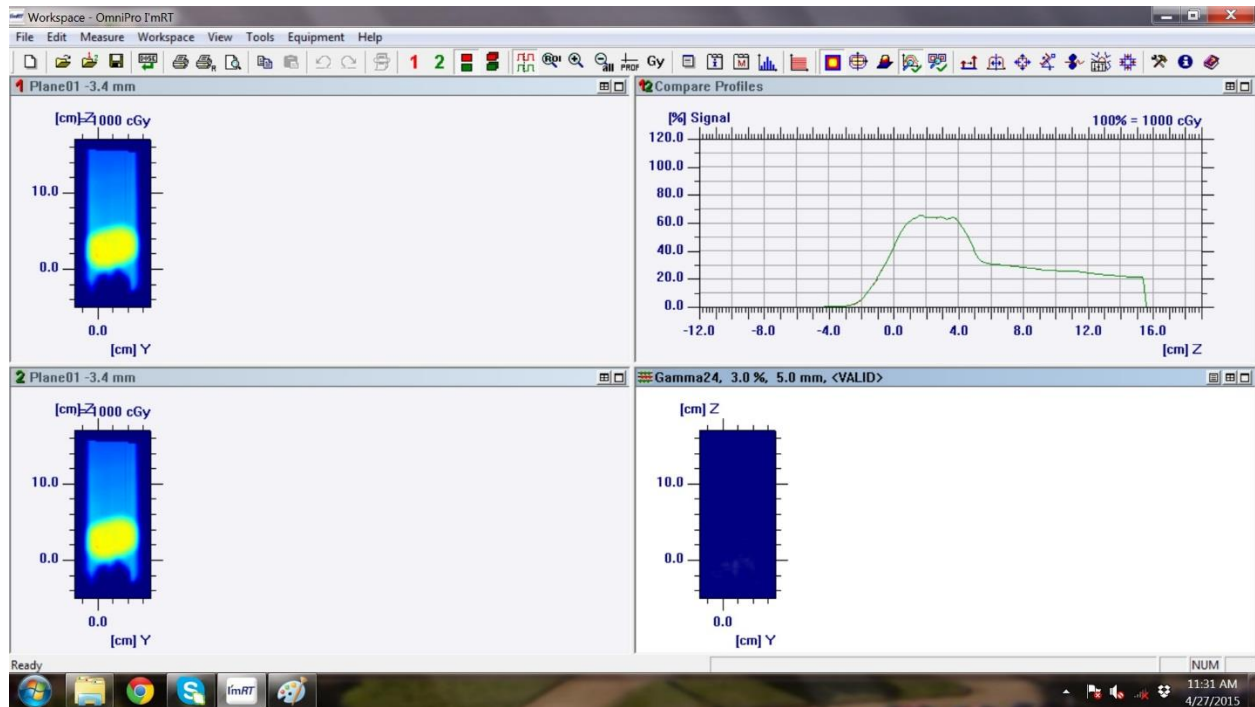 Workspace - OmniPro I'mRT
File Edit Measure Workspace View Tools Equipment Help
1 2 ROI all PROF Gy
1 Plane01 -3.4 mm
[cm] Z
1000 cGy
10.0
0.0
0.0
[cm] Y
12 Compare Profiles
[%] Signal
100% = 1000 cGy
120.0
100.0
80.0
60.0
40.0
20.0
0.0
-12.0 -8.0 -4.0 0.0 4.0 8.0 12.0 16.0
[cm] Z
2 Plane01 -3.4 mm
[cm] Z
1000 cGy
10.0
0.0
0.0
[cm] Y
Gamma24, 3.0 %, 5.0 mm, <VALID>
[cm] Z
10.0
0.0
0.0
[cm] Y
Ready
NUM
I'mRT
11:31 AM
4/27/2015